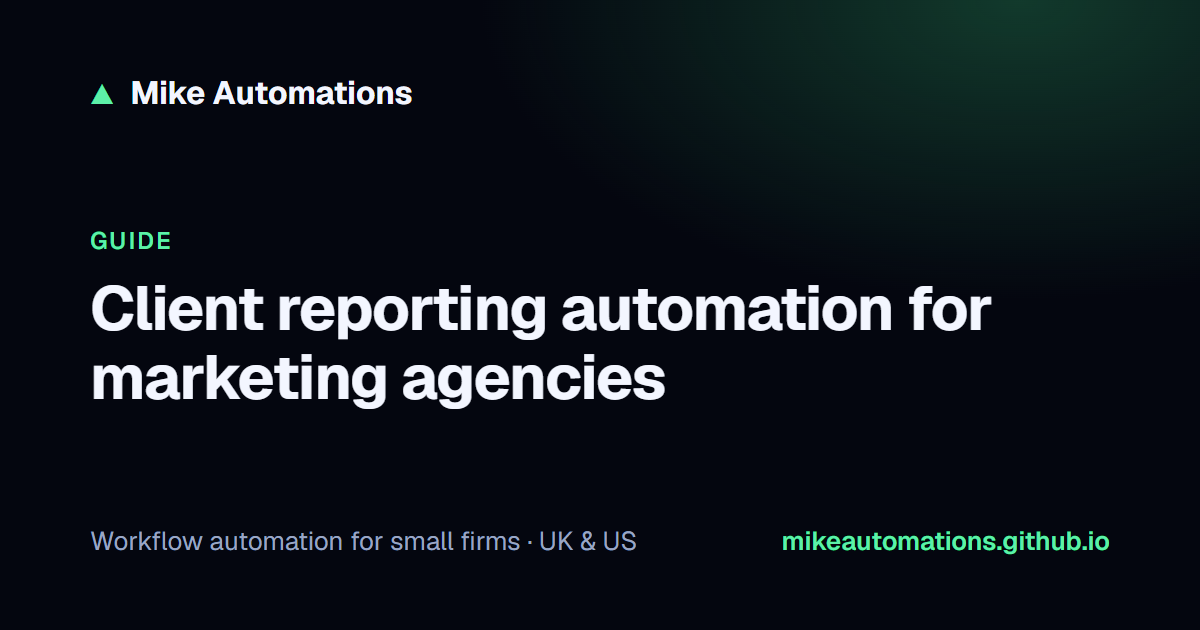 Mike Automations
GUIDE
Client reporting automation for
marketing agencies
Workflow automation for small firms · UK & US
mikeautomations.github.io